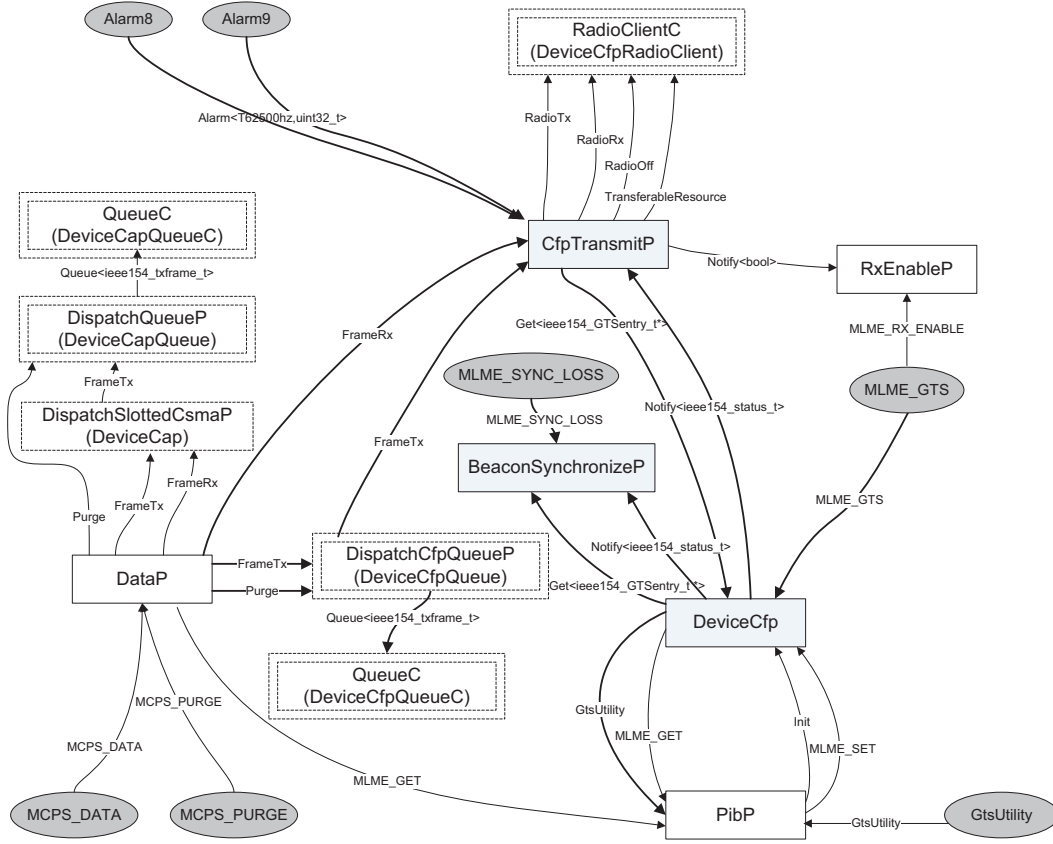 Alarm8
Alarm9
RadioClientC
(DeviceCfpRadioClient)
Alarm<T62500hz,uint32_t>
RadioTx
RadioRx
RadioOff
TransferableResource
QueueC
(DeviceCapQueueC)
CfpTransmitP
Notify<bool>
RxEnableP
Queue<ieee154_txframe_t>
DispatchQueueP
(DeviceCapQueue)
Get<ieee154_GTSentry_t*>
FrameRx
MLME_RX_ENABLE
FrameTx
MLME_SYNC_LOSS
MLME_GTS
DispatchSlottedCsmaP
(DeviceCap)
Notify<ieee154_status_t>
MLME_SYNC_LOSS
FrameTx
BeaconSynchronizeP
FrameRx
FrameTx
MLME_GTS
Purge
Notify<ieee154_status_t>
DispatchCfpQueueP
(DeviceCfpQueue)
FrameTx
DataP
Purge
Get<ieee154_GTSentry_t*>
Queue<ieee154_txframe_t>
DeviceCfp
QueueC
(DeviceCfpQueueC)
MCPS_PURGE
GtsUtility
Init
MCPS_DATA
MLME_GET
MLME_SET
MLME_GET
MCPS_DATA
MCPS_PURGE
PibP
GtsUtility
GtsUtility